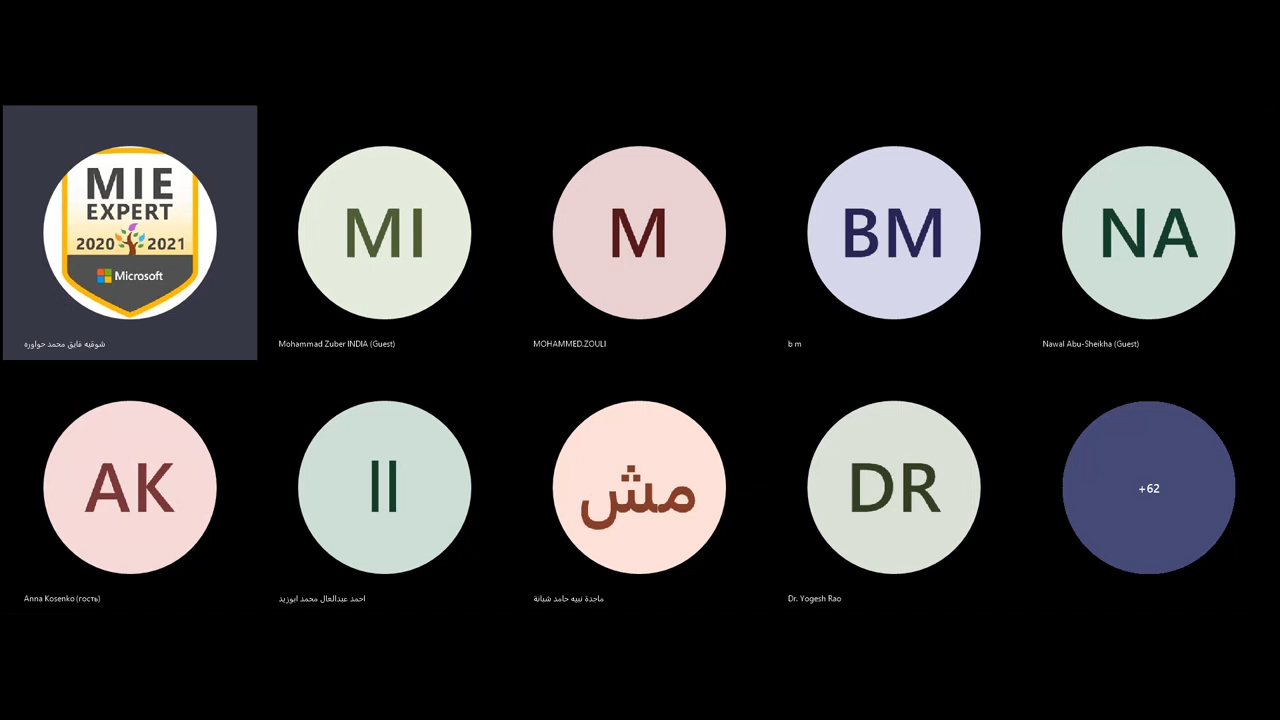 MIE
EXPERT
2020 2021
Microsoft
شوقيه فايق محمد حواوره
MI
Mohammad Zuber INDIA (Guest)
M
MOHAMMED.ZOULI
BM
b m
NA
Nawal Abu-Sheikha (Guest)
AK
Anna Kosenko (гость)
اا
احمد عبدالعال محمد ابوزيد
مش
ماجدة نبيه حامد شبانة
DR
Dr. Yogesh Rao
+62